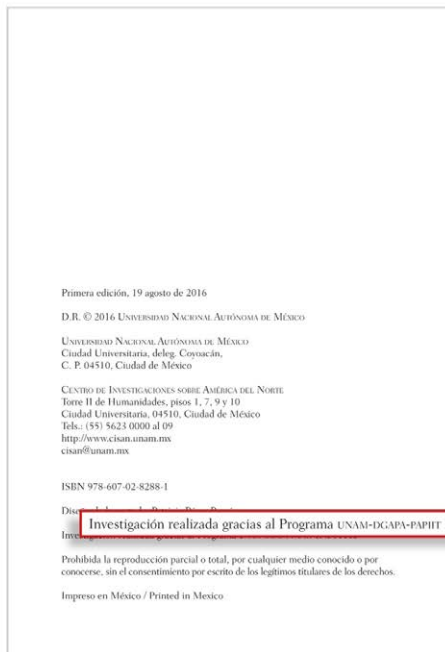 Primera edición, 19 agosto de 2016
D.R. © 2016 UNIVERSIDAD NACIONAL AUTÓNOMA DE MÉXICO
UNIVERSIDAD NACIONAL AUTÓNOMA DE MÉXICO
Ciudad Universitaria, deleg. Coyoacán,
C. P. 04510, Ciudad de México
CENTRO DE INVESTIGACIONES SOBRE AMÉRICA DEL NORTE
Torre II de Humanidades, pisos 1, 7, 9 y 10
Ciudad Universitaria, 04510, Ciudad de México
Tels.: (55) 5623 0000 al 09
http://www.cisan.unam.mx
cisan@unam.mx
ISBN 978-607-02-8288-1
Investigación realizada gracias al Programa UNAM-DGAPA-PAPIIT
Prohibida la reproducción parcial o total, por cualquier medio conocido o por
conocerse, sin el consentimiento por escrito de los legítimos titulares de los derechos.
Impreso en México / Printed in Mexico